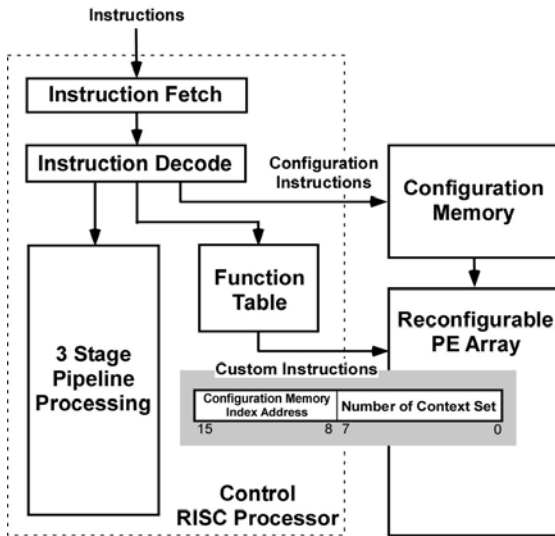 Instructions
Instruction Fetch
Instruction Decode
Configuration
Instructions
Configuration
Memory
Function
Table
Reconfigurable
PE Array
3 Stage
Pipeline
Processing
Custom Instructions
Configuration Memory
Index Address
Number of Context Set
15 8 7 0
Control
RISC Processor